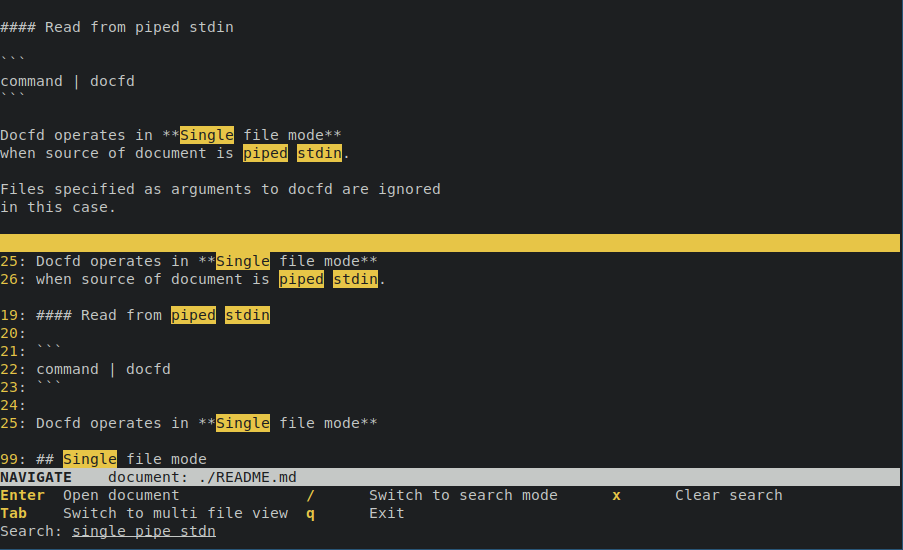 #### Read from piped stdin
```
command | docfd
```
Docfd operates in **Single file mode**
when source of document is piped stdin.
Files specified as arguments to docfd are ignored
in this case.
25: Docfd operates in **Single file mode**
26: when source of document is piped stdin.
19: #### Read from piped stdin
20:
21: ```
22: command | docfd
23: ```
24:
25: Docfd operates in **Single file mode**
99: ## Single file mode
NAVIGATE    document: ./README.md
Enter  Open document              /      Switch to search mode      x      Clear search
Tab    Switch to multi file view  q      Exit
Search: single pipe stdn